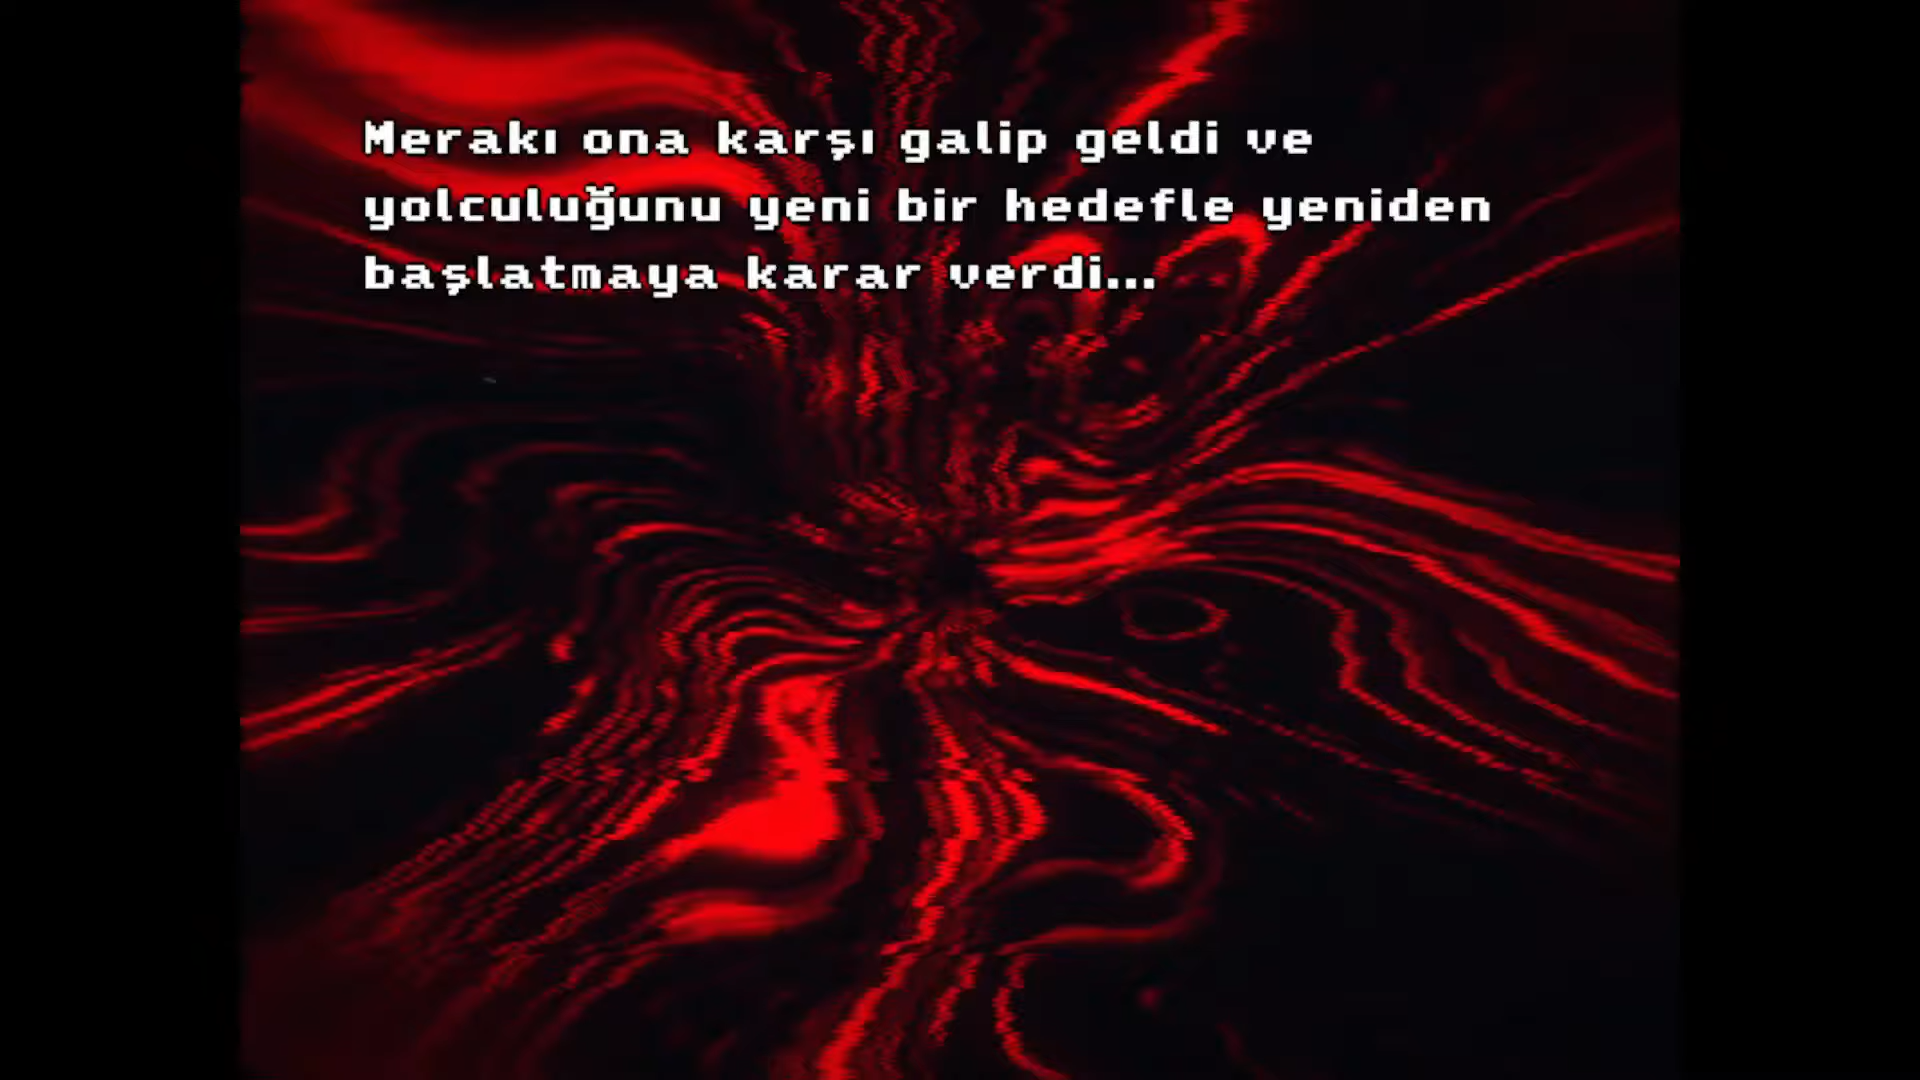 Merakı ona karşı galip geldi ve
yolculuğunu yeni bir hedefle yeniden
başlatmaya karar verdi...